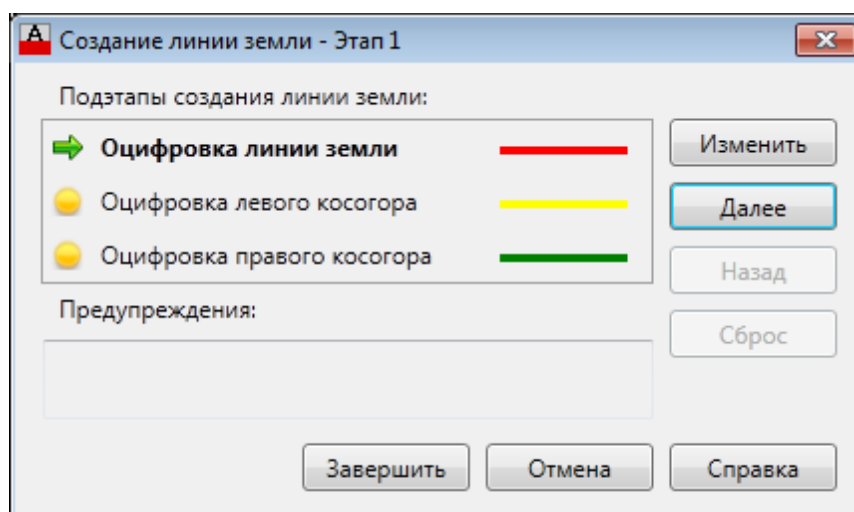 Создание линии земли - Этап 1
Подэтапы создания линии земли:
Оцифровка линии земли
Изменить
Оцифровка левого косогора
Далее
Оцифровка правого косогора
Назад
Предупреждения:
Сброс
Завершить
Отмена
Справка